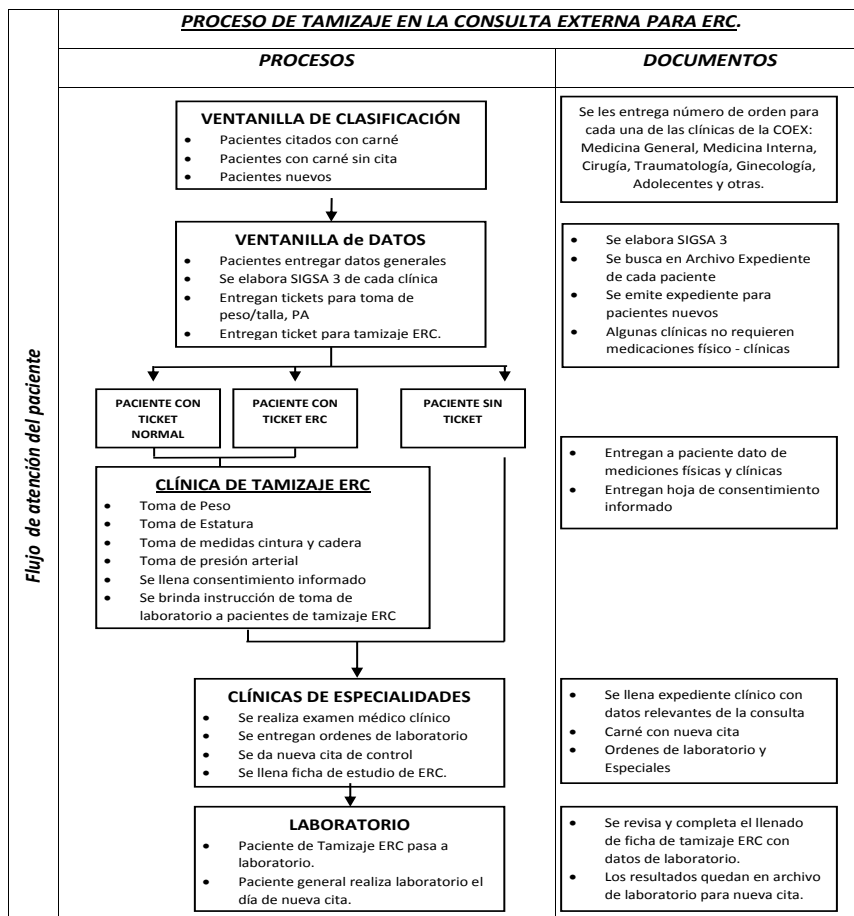 PROCESO DE TAMIZAJE EN LA CONSULTA EXTERNA PARA ERC.
PROCESOS
DOCUMENTOS
Flujo de atención del paciente
VENTANILLA DE CLASIFICACIÓN
• Pacientes citados con carné
• Pacientes con carné sin cita
• Pacientes nuevos
Se les entrega número de orden para
cada una de las clínicas de la COEX:
Medicina General, Medicina Interna,
Cirugía, Traumatología, Ginecología,
Adolecentes y otras.
VENTANILLA de DATOS
• Pacientes entregar datos generales
• Se elabora SIGSA 3 de cada clínica
• Entregan tickets para toma de
peso/talla, PA
• Entregan ticket para tamizaje ERC.
• Se elabora SIGSA 3
• Se busca en Archivo Expediente
de cada paciente
• Se emite expediente para
pacientes nuevos
• Algunas clínicas no requieren
medicaciones físico - clínicas
PACIENTE CON
TICKET
NORMAL
PACIENTE CON
TICKET ERC
PACIENTE SIN
TICKET
CLÍNICA DE TAMIZAJE ERC
• Toma de Peso
• Toma de Estatura
• Toma de medidas cintura y cadera
• Toma de presión arterial
• Se llena consentimiento informado
• Se brinda instrucción de toma de
laboratorio a pacientes de tamizaje ERC
• Entregan a paciente dato de
mediciones físicas y clínicas
• Entregan hoja de consentimiento
informado
CLÍNICAS DE ESPECIALIDADES
• Se realiza examen médico clínico
• Se entregan ordenes de laboratorio
• Se da nueva cita de control
• Se llena ficha de estudio de ERC.
• Se llena expediente clínico con
datos relevantes de la consulta
• Carné con nueva cita
• Ordenes de laboratorio y
Especiales
LABORATORIO
• Paciente de Tamizaje ERC pasa a
laboratorio.
• Paciente general realiza laboratorio el
día de nueva cita.
• Se revisa y completa el llenado
de ficha de tamizaje ERC con
datos de laboratorio.
• Los resultados quedan en archivo
de laboratorio para nueva cita.